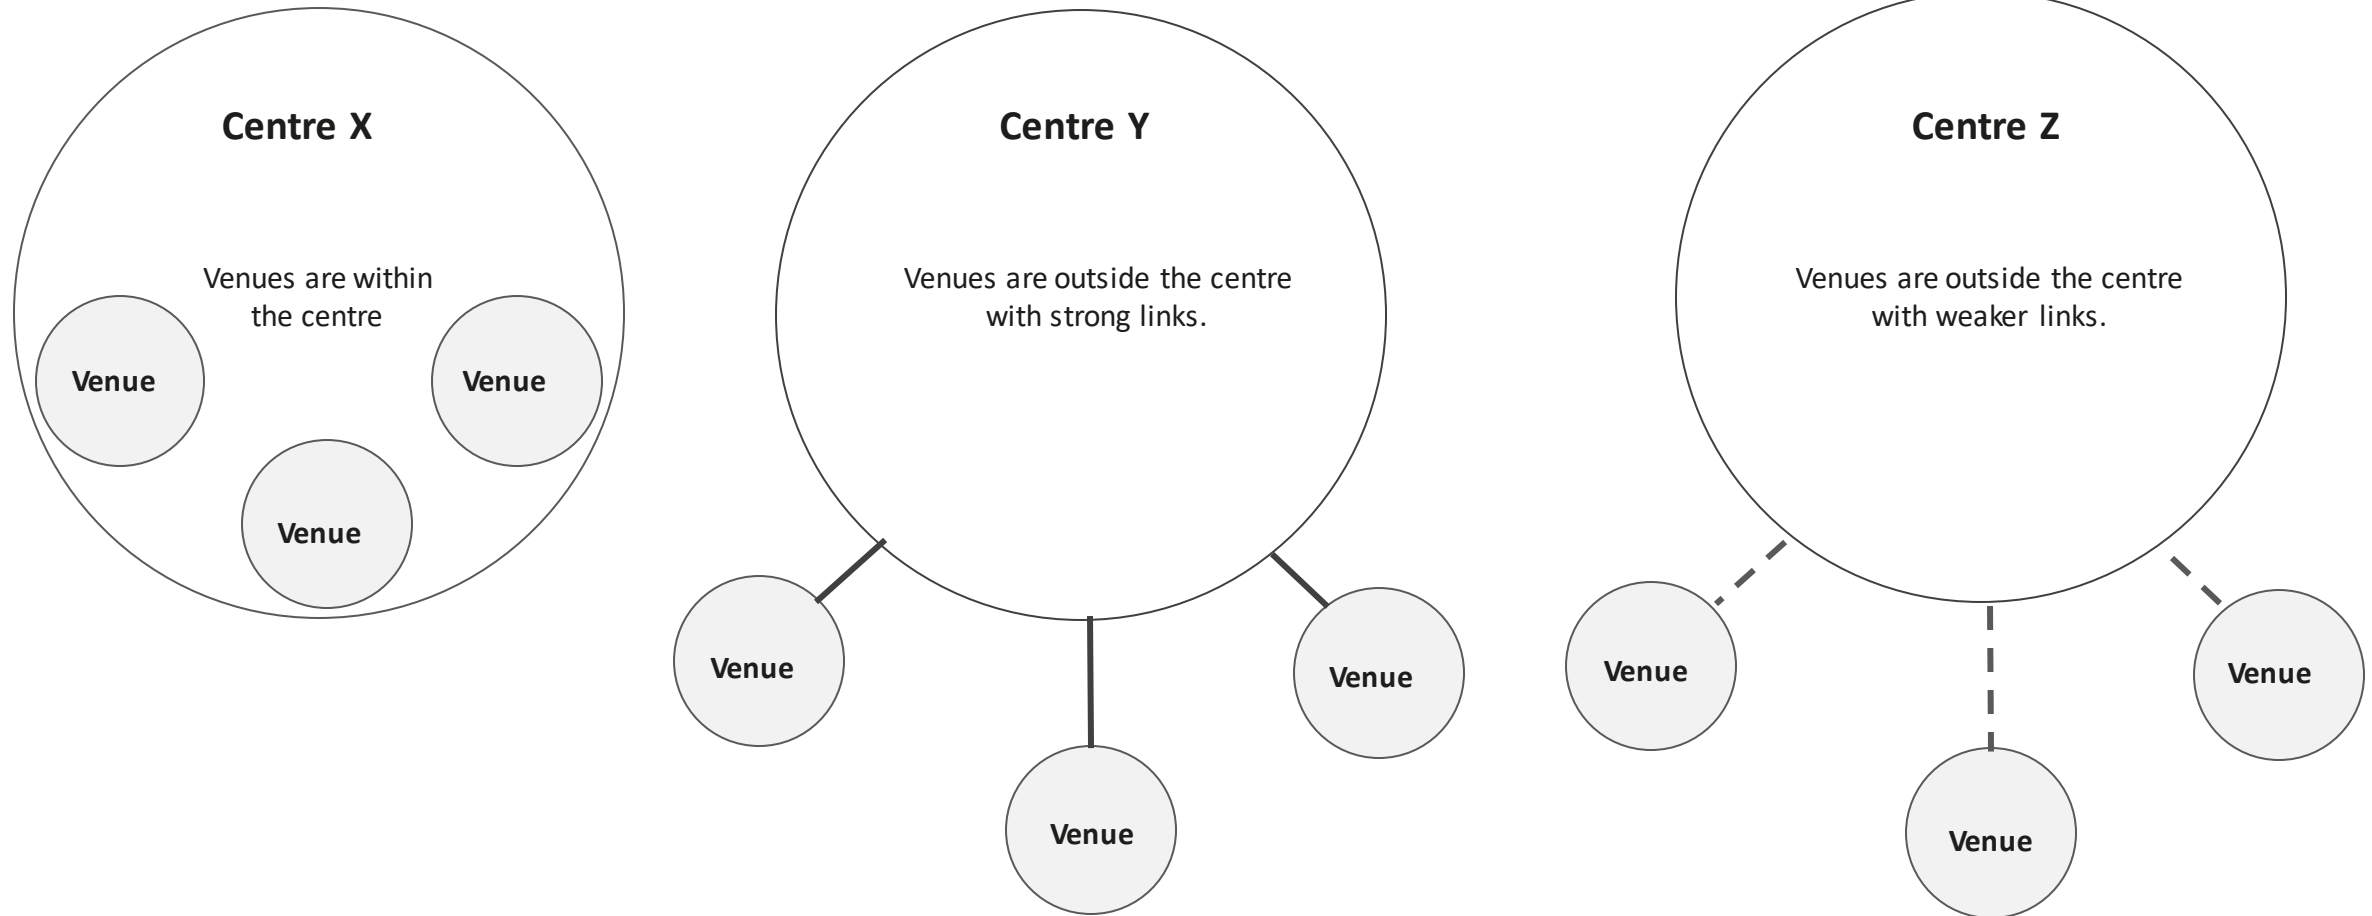 Centre X
Venues are within
the centre
Venue
Venue
Venue
Centre Y
Venues are outside the centre
with strong links.
Venue
Venue
Venue
Centre Z
Venues are outside the centre
with weaker links.
Venue
Venue
Venue